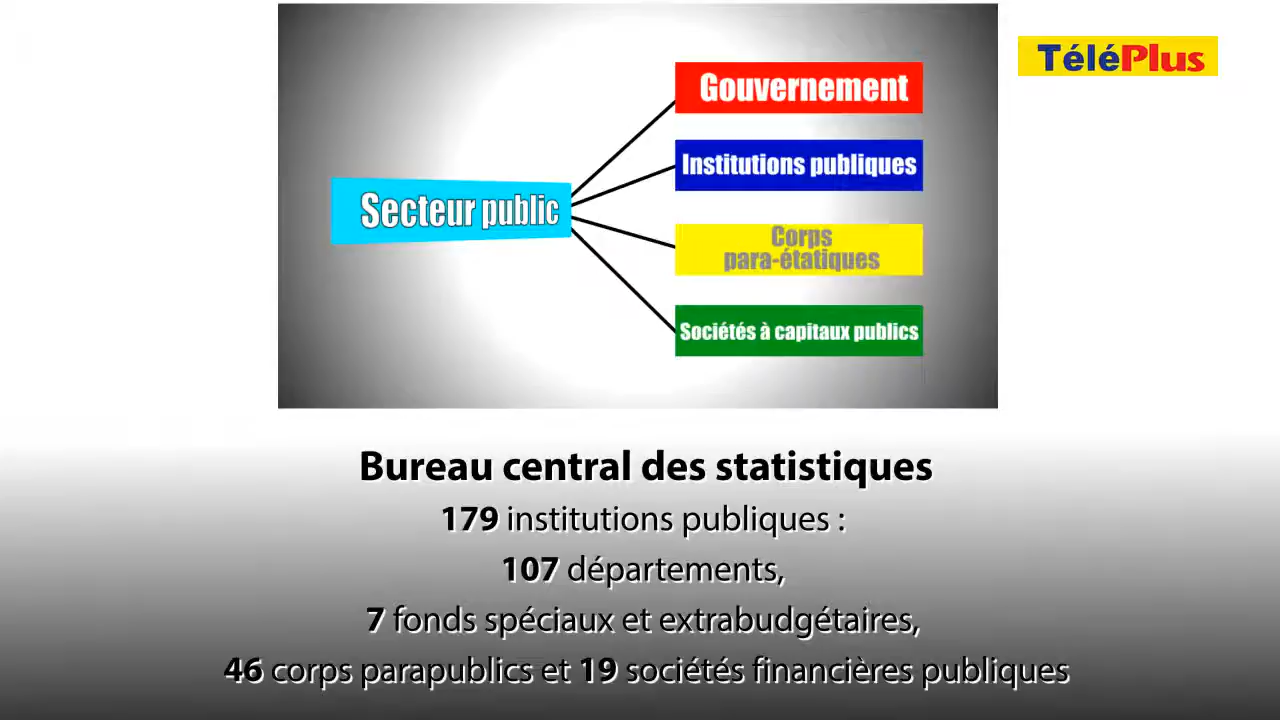 TéléPlus
Gouvernement
Institutions publiques
Secteur public
Corps
para-étatiques
Sociétés à capitaux publics
Bureau central des statistiques
179 institutions publiques :
107 départements,
7 fonds spéciaux et extrabudgétaires,
46 corps parapublics et 19 sociétés financières publiques